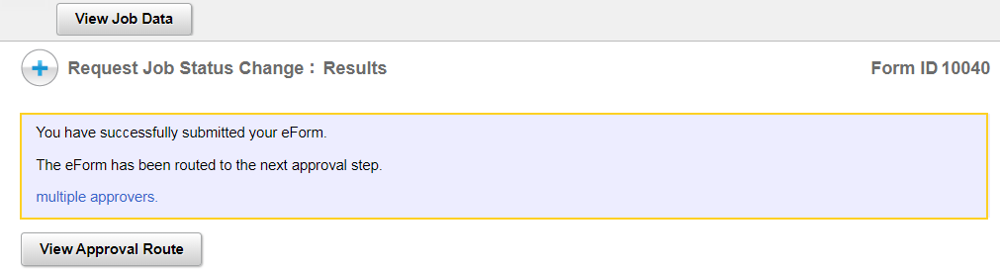 View Job Data
Request Job Status Change : Results
Form ID 10040
You have successfully submitted your eForm.
The eForm has been routed to the next approval step.
multiple approvers.
View Approval Route